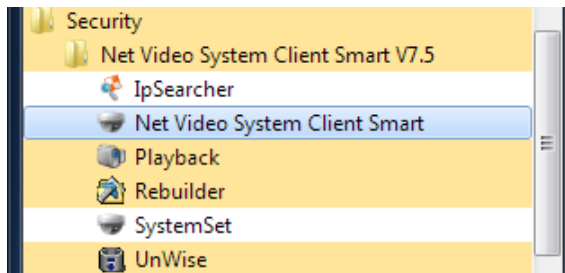 Security
Net Video System Client Smart V7.5
IpSearcher
Net Video System Client Smart
Playback
Rebuilder
SystemSet
UnWise